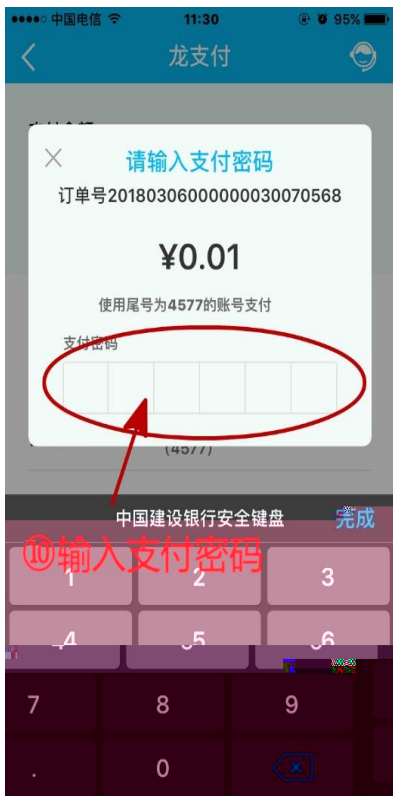 中国电信 11:30 95%
龙支付
请输入支付密码
订单号20180306000000030070568
¥0.01
使用尾号为4577的账号支付
支付密码
(4577)
中国建设银行安全键盘 完成
⑩输入支付密码
1 2 3
4 5 6
7 8 9
. 0